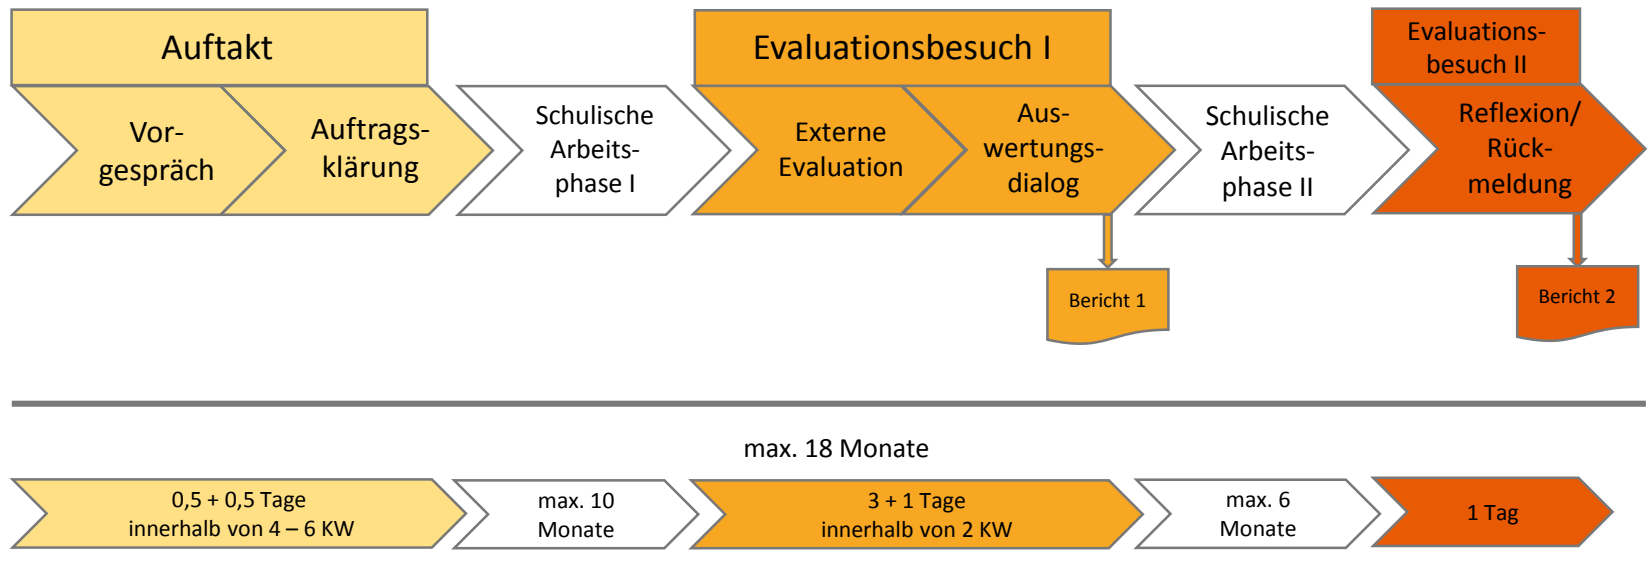 Auftakt
Vor-
gespräch
Auftrags-
klärung
Schulische
Arbeits-
phase I
Evaluationsbesuch I
Externe
Evaluation
Aus-
wertungs-
dialog
Bericht 1
Schulische
Arbeits-
phase II
Evaluations-
besuch II
Reflexion/
Rück-
meldung
Bericht 2
max. 18 Monate
0,5 + 0,5 Tage
innerhalb von 4 – 6 KW
max. 10
Monate
3 + 1 Tage
innerhalb von 2 KW
max. 6
Monate
1 Tag